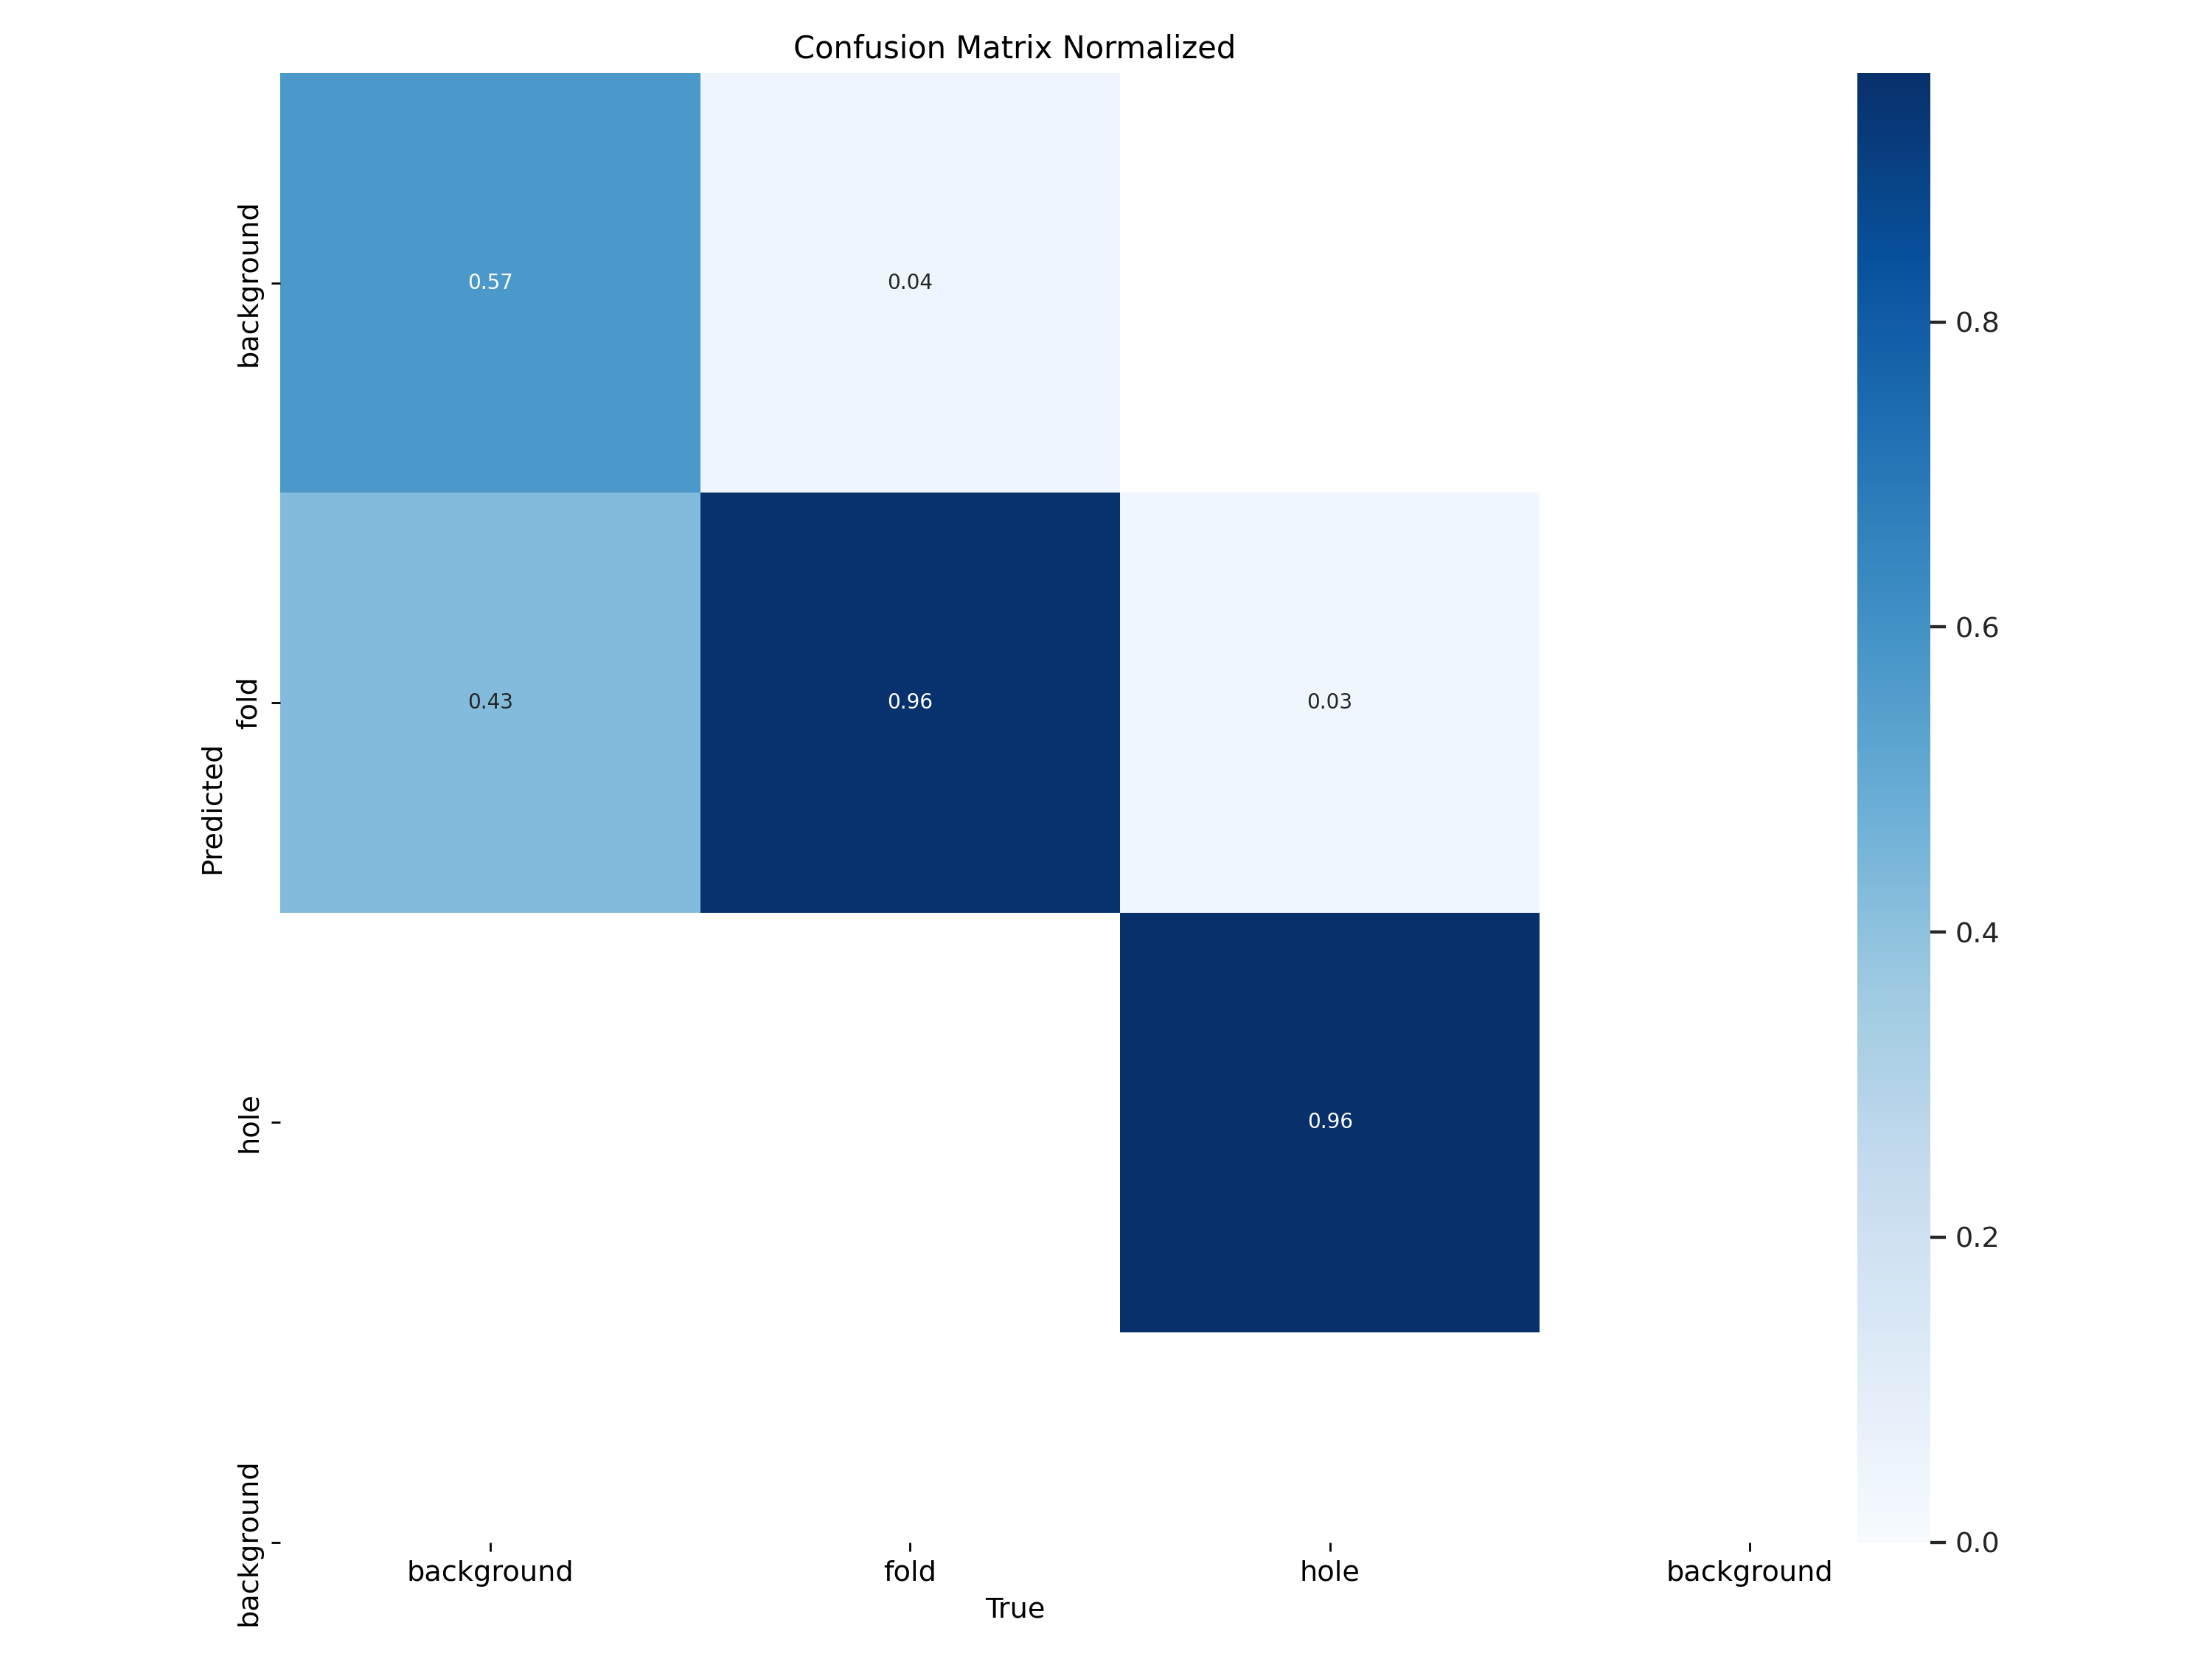 Confusion Matrix Normalized
background
0.57
0.04
fold
0.43
0.96
0.03
hole
0.96
background
Predicted
background
fold
hole
background
True
0.8
0.6
0.4
0.2
0.0